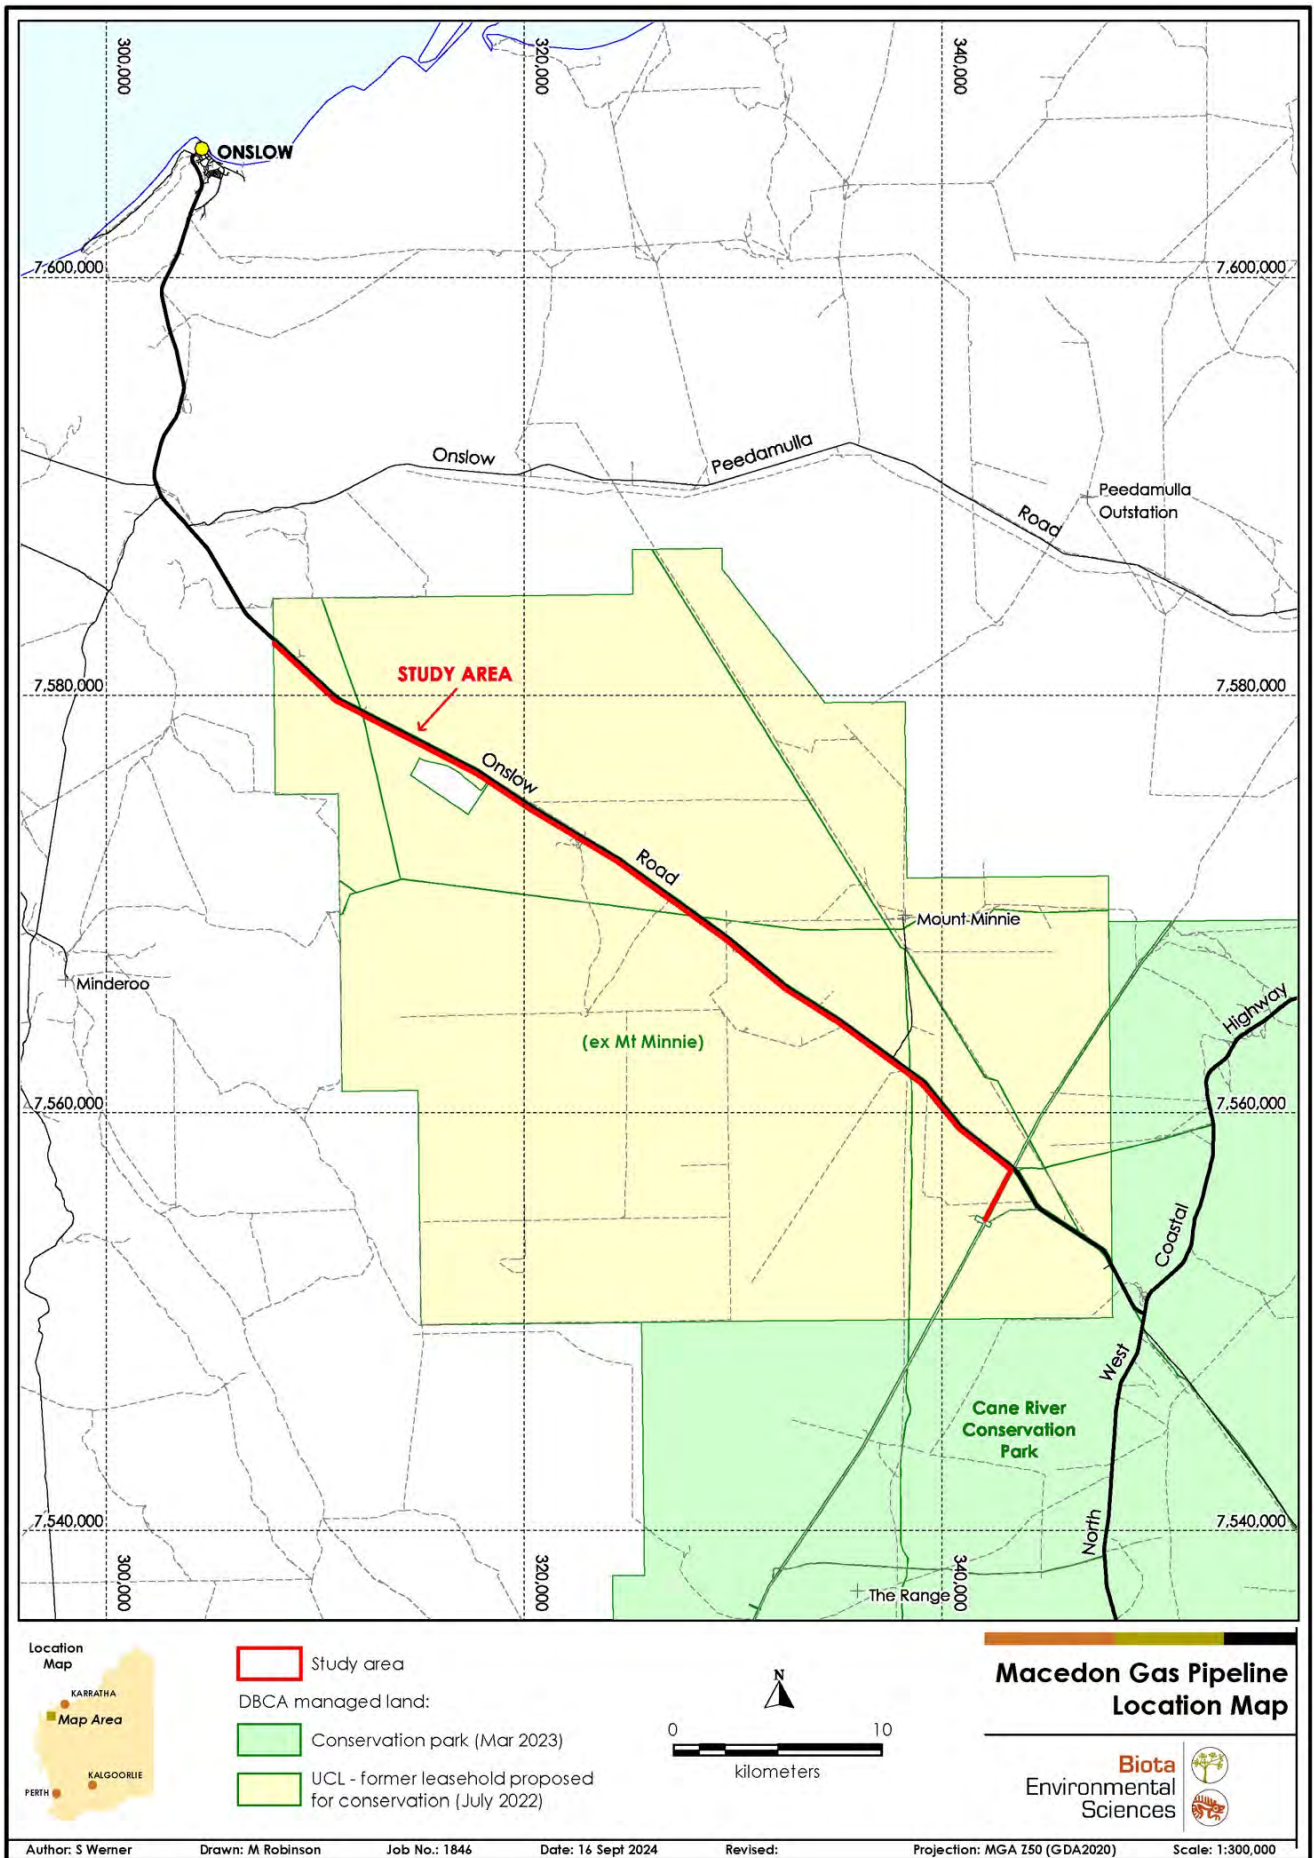 300,000
320,000
340,000
ONSLOW
7,600,000
7,600,000
Onslow
Peedamulla
Road
Peedamulla
Outstation
STUDY AREA
7,580,000
7,580,000
Onslow
Road
Mount Minnie
Minderoo
Highway
(ex Mt Minnie)
7,560,000
7,560,000
Coastal
West
Cane River
Conservation
Park
7,540,000
7,540,000
North
300,000
320,000
340,000
The Range
Location
Map
KARRATHA
Map Area
KALGOORLIE
PERTH
Study area
DBCA managed land:
Conservation park (Mar 2023)
UCL - former leasehold proposed
for conservation (July 2022)
N
0 10
kilometers
Macedon Gas Pipeline
Location Map
Biota
Environmental
Sciences
Author: S Werner Drawn: M Robinson Job No.: 1846 Date: 16 Sept 2024 Revised: Projection: MGA Z50 (GDA2020) Scale: 1:300,000